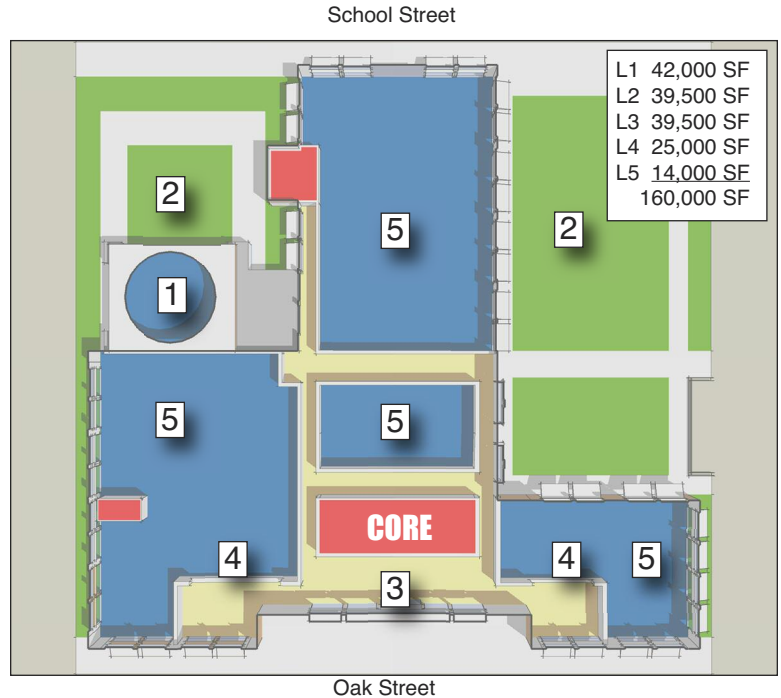 School Street
L1 42,000 SF
L2 39,500 SF
L3 39,500 SF
L4 25,000 SF
L5 14,000 SF
160,000 SF
2
5
2
1
5
5
CORE
4
4
5
3
Oak Street